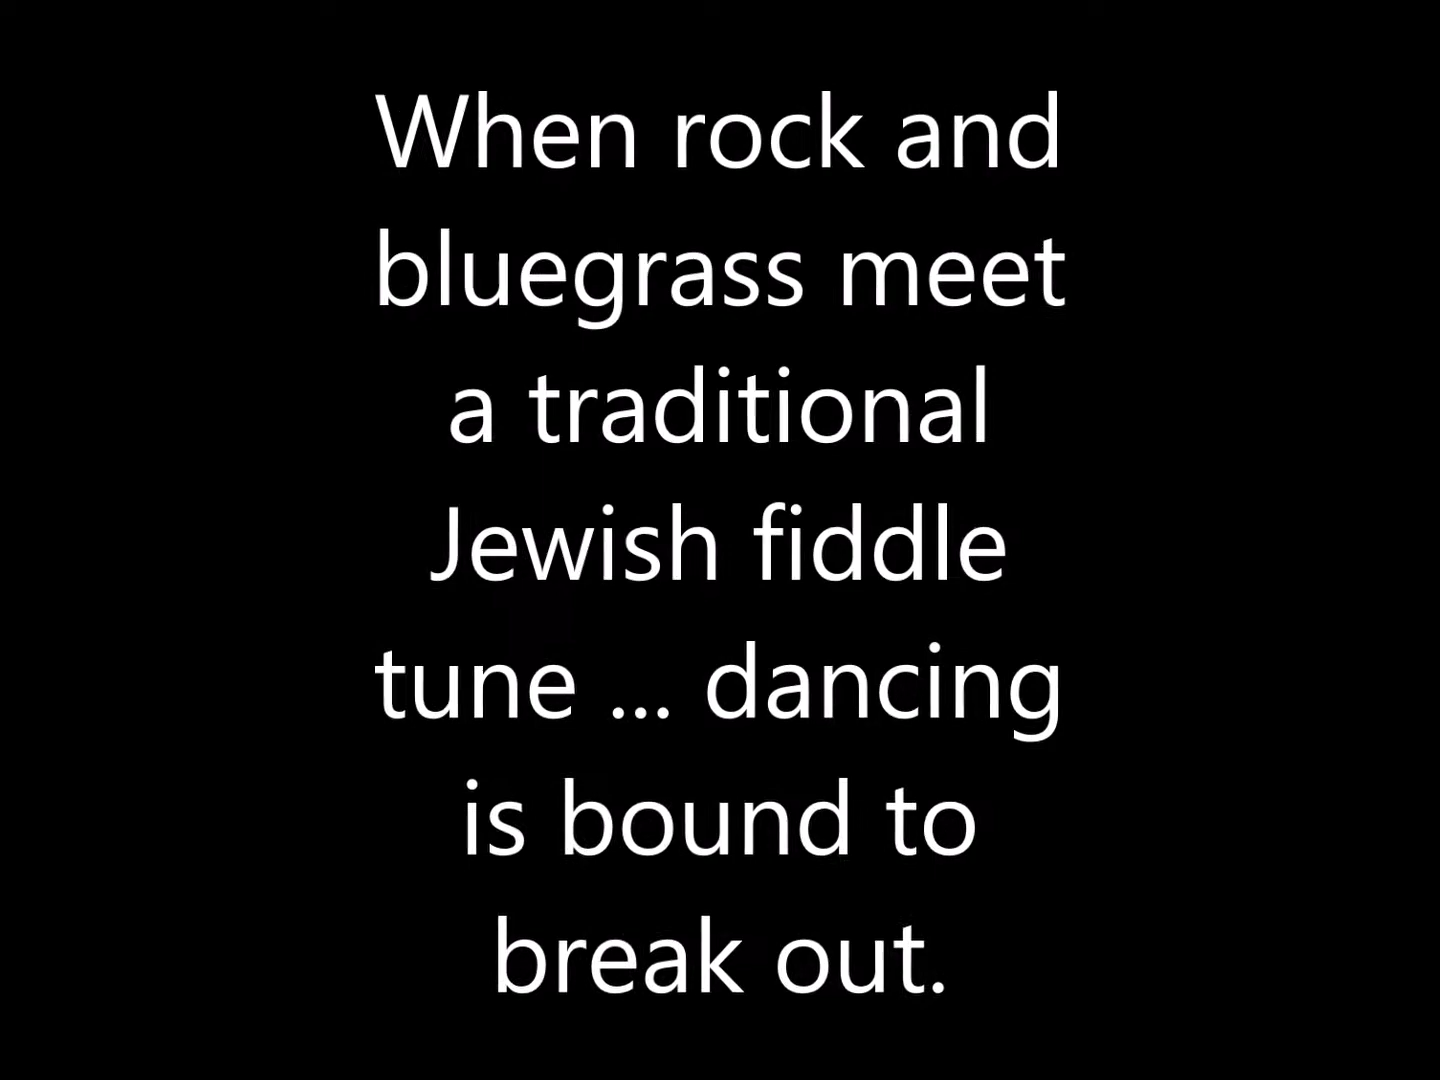 When rock and
bluegrass meet
a traditional
Jewish fiddle
tune ... dancing
is bound to
break out.